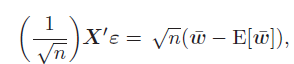 (1/√n) X′ε = √n(w̄ − E[w̄]),